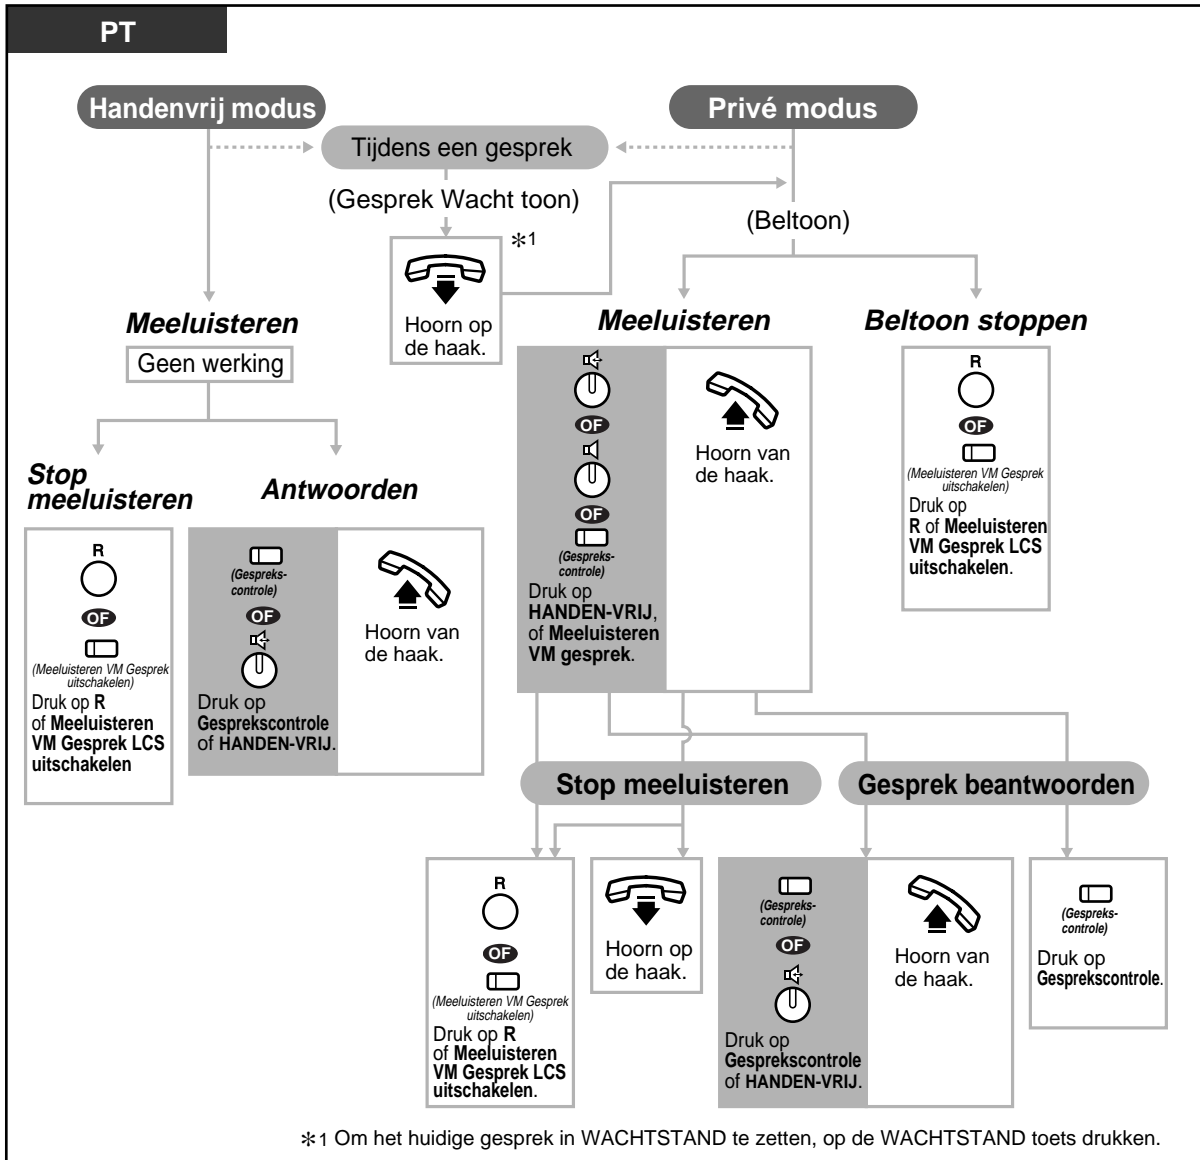 PT
Handenvrij modus
Privé modus
Tijdens een gesprek
(Gesprek Wacht toon)
(Beltoon)
✻1
Hoorn op
de haak.
Meeluisteren
Geen werking
Meeluisteren
Beltoon stoppen
Stop
meeluisteren
R
OF
(Meeluisteren VM Gesprek
uitschakelen)
Druk op R
of Meeluisteren
VM Gesprek LCS
uitschakelen
Antwoorden
(Gespreks-
controle)
OF
Druk op
Gesprekscontrole
of HANDEN-VRIJ.
Hoorn van
de haak.
OF
OF
(Gespreks-
controle)
Druk op
HANDEN-VRIJ,
of Meeluisteren
VM gesprek.
Hoorn van
de haak.
R
OF
(Meeluisteren VM Gesprek
uitschakelen)
Druk op
R of Meeluisteren
VM Gesprek LCS
uitschakelen.
Stop meeluisteren
Gesprek beantwoorden
R
OF
(Meeluisteren VM Gesprek
uitschakelen)
Druk op R
of Meeluisteren
VM Gesprek LCS
uitschakelen.
Hoorn op
de haak.
(Gespreks-
controle)
OF
Druk op
Gesprekscontrole
of HANDEN-VRIJ.
Hoorn van
de haak.
(Gespreks-
controle)
Druk op
Gesprekscontrole.
✻1 Om het huidige gesprek in WACHTSTAND te zetten, op de WACHTSTAND toets drukken.